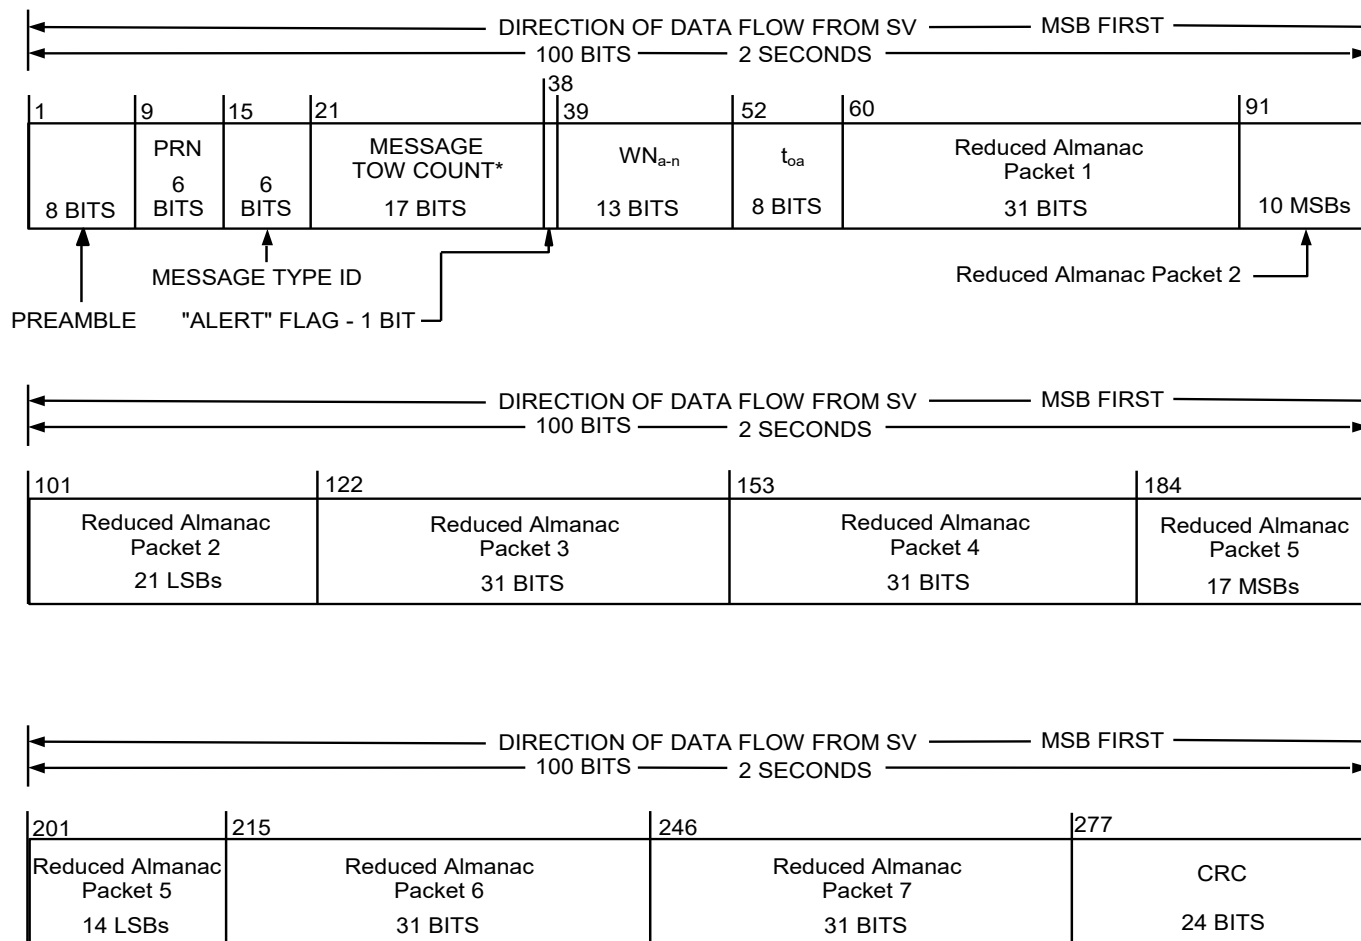 DIRECTION OF DATA FLOW FROM SV MSB FIRST
100 BITS 2 SECONDS
38
1 9 15 21 39 52 60 91
PRN
6
BITS
8 BITS
6
BITS
MESSAGE
TOW COUNT*
17 BITS
WNa-n
13 BITS
toa
8 BITS
Reduced Almanac
Packet 1
31 BITS
10 MSBs
MESSAGE TYPE ID
Reduced Almanac Packet 2
PREAMBLE
"ALERT" FLAG - 1 BIT
DIRECTION OF DATA FLOW FROM SV MSB FIRST
100 BITS 2 SECONDS
101 122 153 184
Reduced Almanac
Packet 2
21 LSBs
Reduced Almanac
Packet 3
31 BITS
Reduced Almanac
Packet 4
31 BITS
Reduced Almanac
Packet 5
17 MSBs
DIRECTION OF DATA FLOW FROM SV MSB FIRST
100 BITS 2 SECONDS
201 215 246 277
Reduced Almanac
Packet 5
14 LSBs
Reduced Almanac
Packet 6
31 BITS
Reduced Almanac
Packet 7
31 BITS
CRC
24 BITS